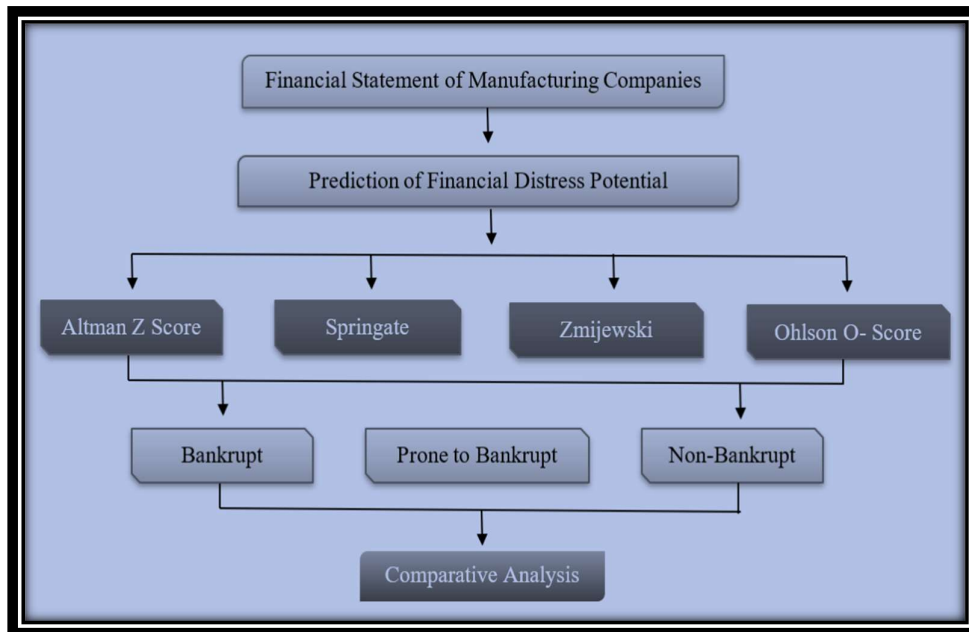 Financial Statement of Manufacturing Companies
Prediction of Financial Distress Potential
Altman Z Score
Springate
Zmijewski
Ohlson O- Score
Bankrupt
Prone to Bankrupt
Non-Bankrupt
Comparative Analysis